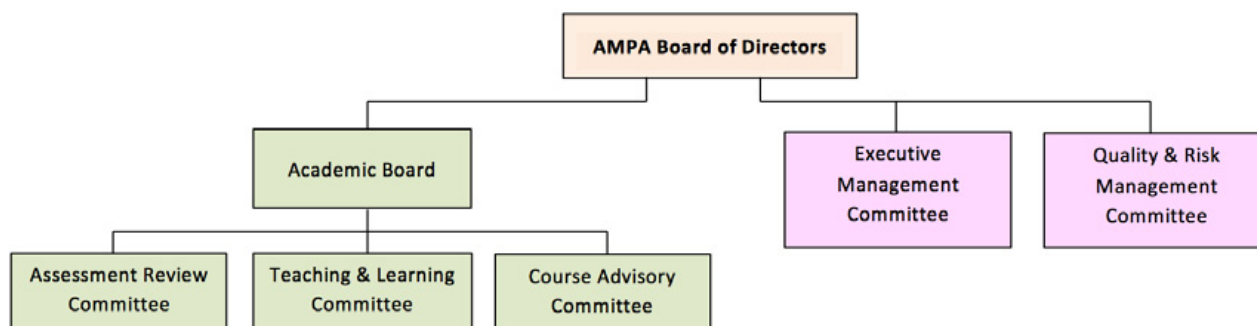 AMPA Board of Directors
Academic Board
Executive
Management
Committee
Quality & Risk
Management
Committee
Assessment Review
Committee
Teaching & Learning
Committee
Course Advisory
Committee